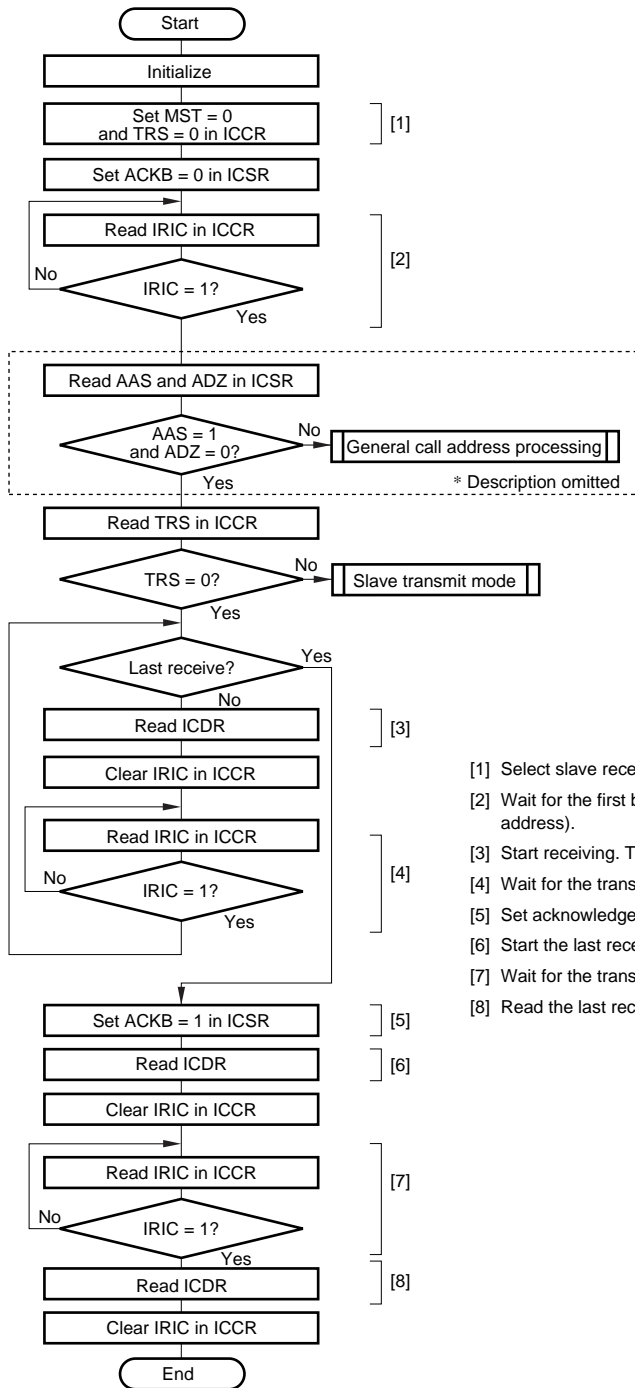 Start
Initialize
Set MST = 0
and TRS = 0 in ICCR
[1]
Set ACKB = 0 in ICSR
Read IRIC in ICCR
[2]
No
IRIC = 1?
Yes
Read AAS and ADZ in ICSR
AAS = 1
and ADZ = 0?
No
General call address processing
Yes
* Description omitted
Read TRS in ICCR
TRS = 0?
No
Slave transmit mode
Yes
Last receive?
Yes
No
Read ICDR
[3]
Clear IRIC in ICCR
Read IRIC in ICCR
[4]
No
IRIC = 1?
Yes
[1] Select slave rece
[2] Wait for the first b
address).
[3] Start receiving. T
[4] Wait for the trans
[5] Set acknowledge
[6] Start the last rece
[7] Wait for the trans
[8] Read the last rec
Set ACKB = 1 in ICSR
[5]
Read ICDR
[6]
Clear IRIC in ICCR
Read IRIC in ICCR
[7]
No
IRIC = 1?
Yes
Read ICDR
[8]
Clear IRIC in ICCR
End